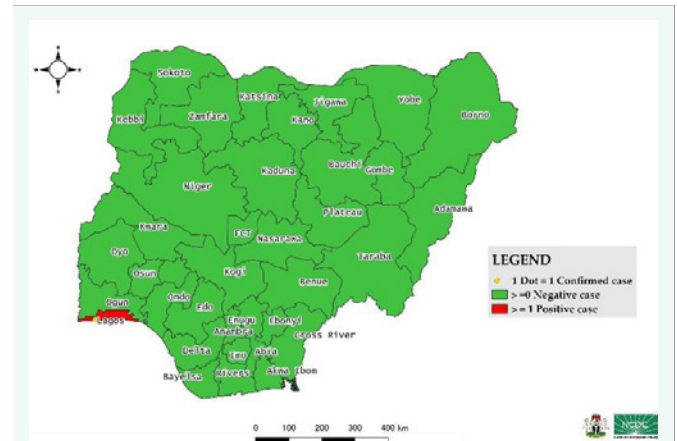 Sokoto
Katsina
Jigawa
Yobe
Borno
Kebbi
Zamfara
Kano
Bauchi
Gombe
Kaduna
Niger
Plateau
Adamawa
Kwara
FCT
Nasarawa
Taraba
Oyo
Osun
Kogi
Benue
Ogun
Ondo
Edo
Lagos
Enugu
Ebonyi
Anambra
Cross River
Delta
Imo
Abia
Bayelsa
Rivers
Akwa Ibom
LEGEND
1 Dot = 1 Confirmed case
> =0 Negative case
> = 1 Positive case
0 100 200 300 400 km
NCDC